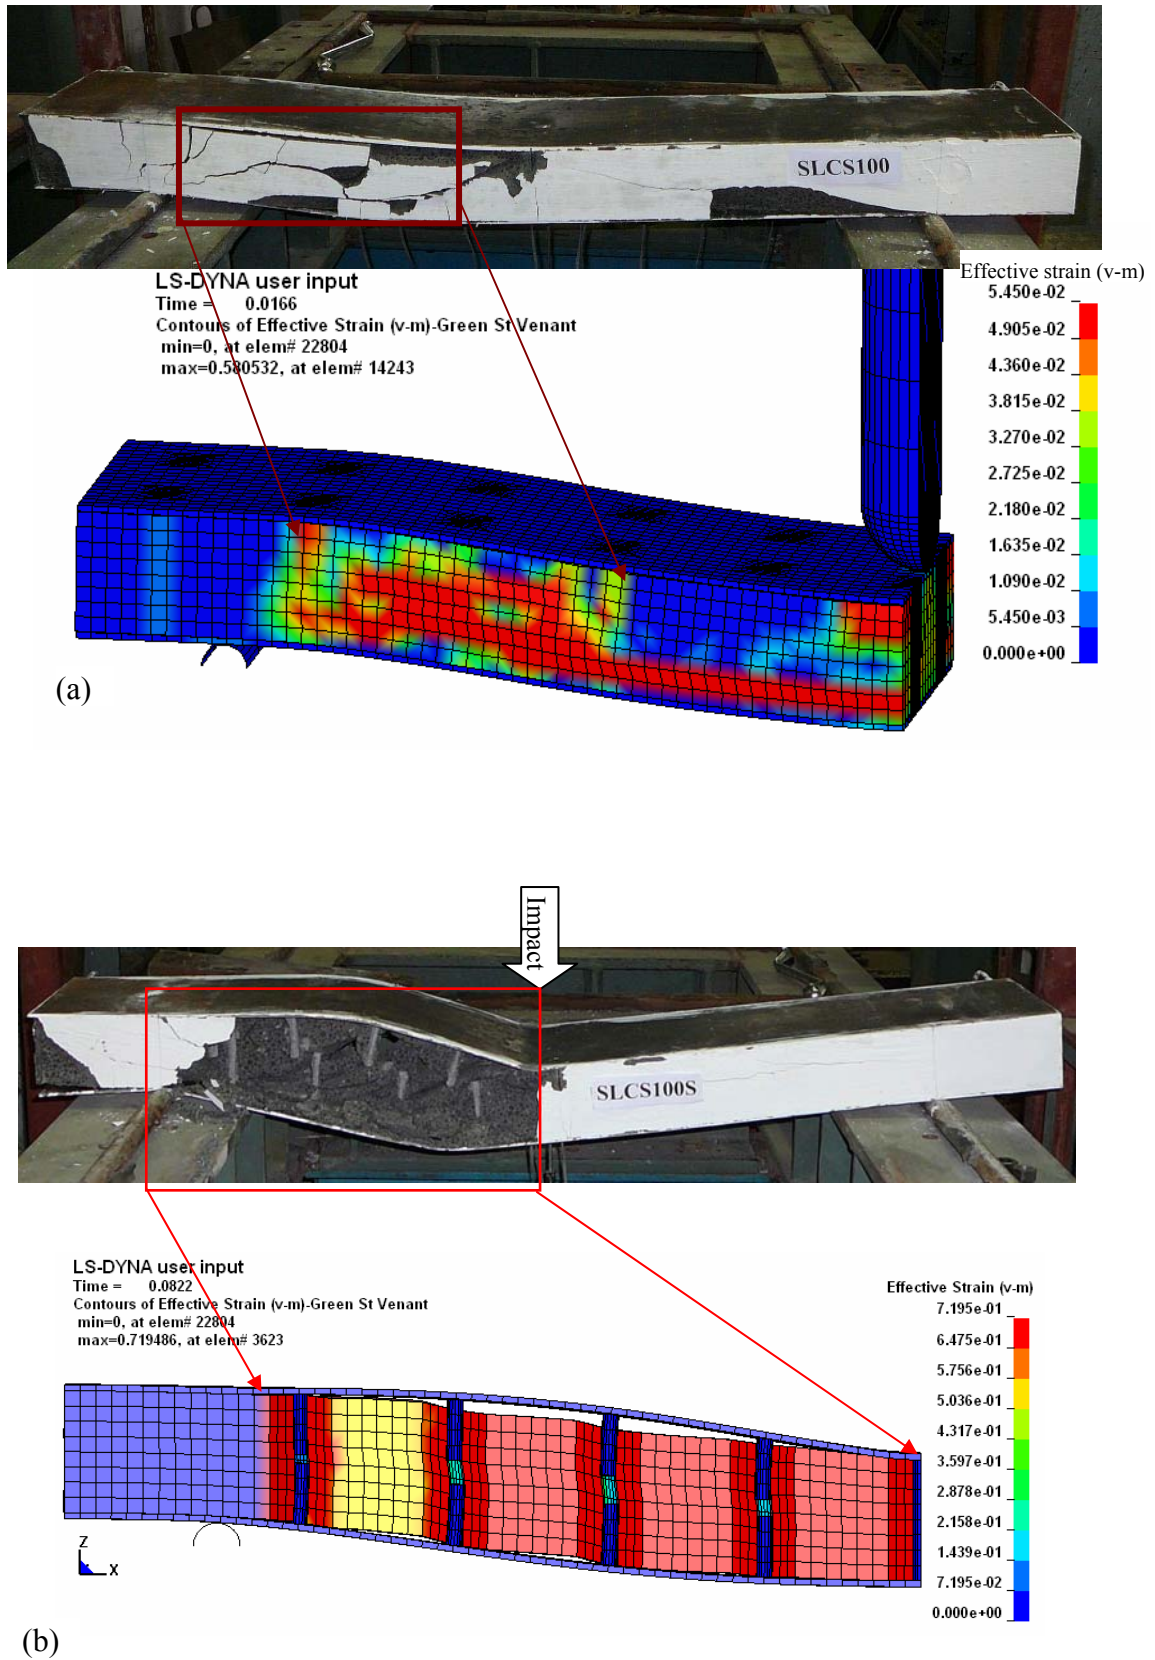 SLCS100
LS-DYNA user input
Time = 0.0166
Contours of Effective Strain (v-m)-Green St Venant
min=0, at elem# 22804
max=0.580532, at elem# 14243
Effective strain (v-m)
5.450e-02
4.905e-02
4.360e-02
3.815e-02
3.270e-02
2.725e-02
2.180e-02
1.635e-02
1.090e-02
5.450e-03
0.000e+00
(a)
Impact
SLCS100S
LS-DYNA user input
Time = 0.0822
Contours of Effective Strain (v-m)-Green St Venant
min=0, at elem# 22804
max=0.719486, at elem# 3623
Effective Strain (v-m)
7.195e-01
6.475e-01
5.756e-01
5.036e-01
4.317e-01
3.597e-01
2.878e-01
2.158e-01
1.439e-01
7.195e-02
0.000e+00
Z
X
(b)